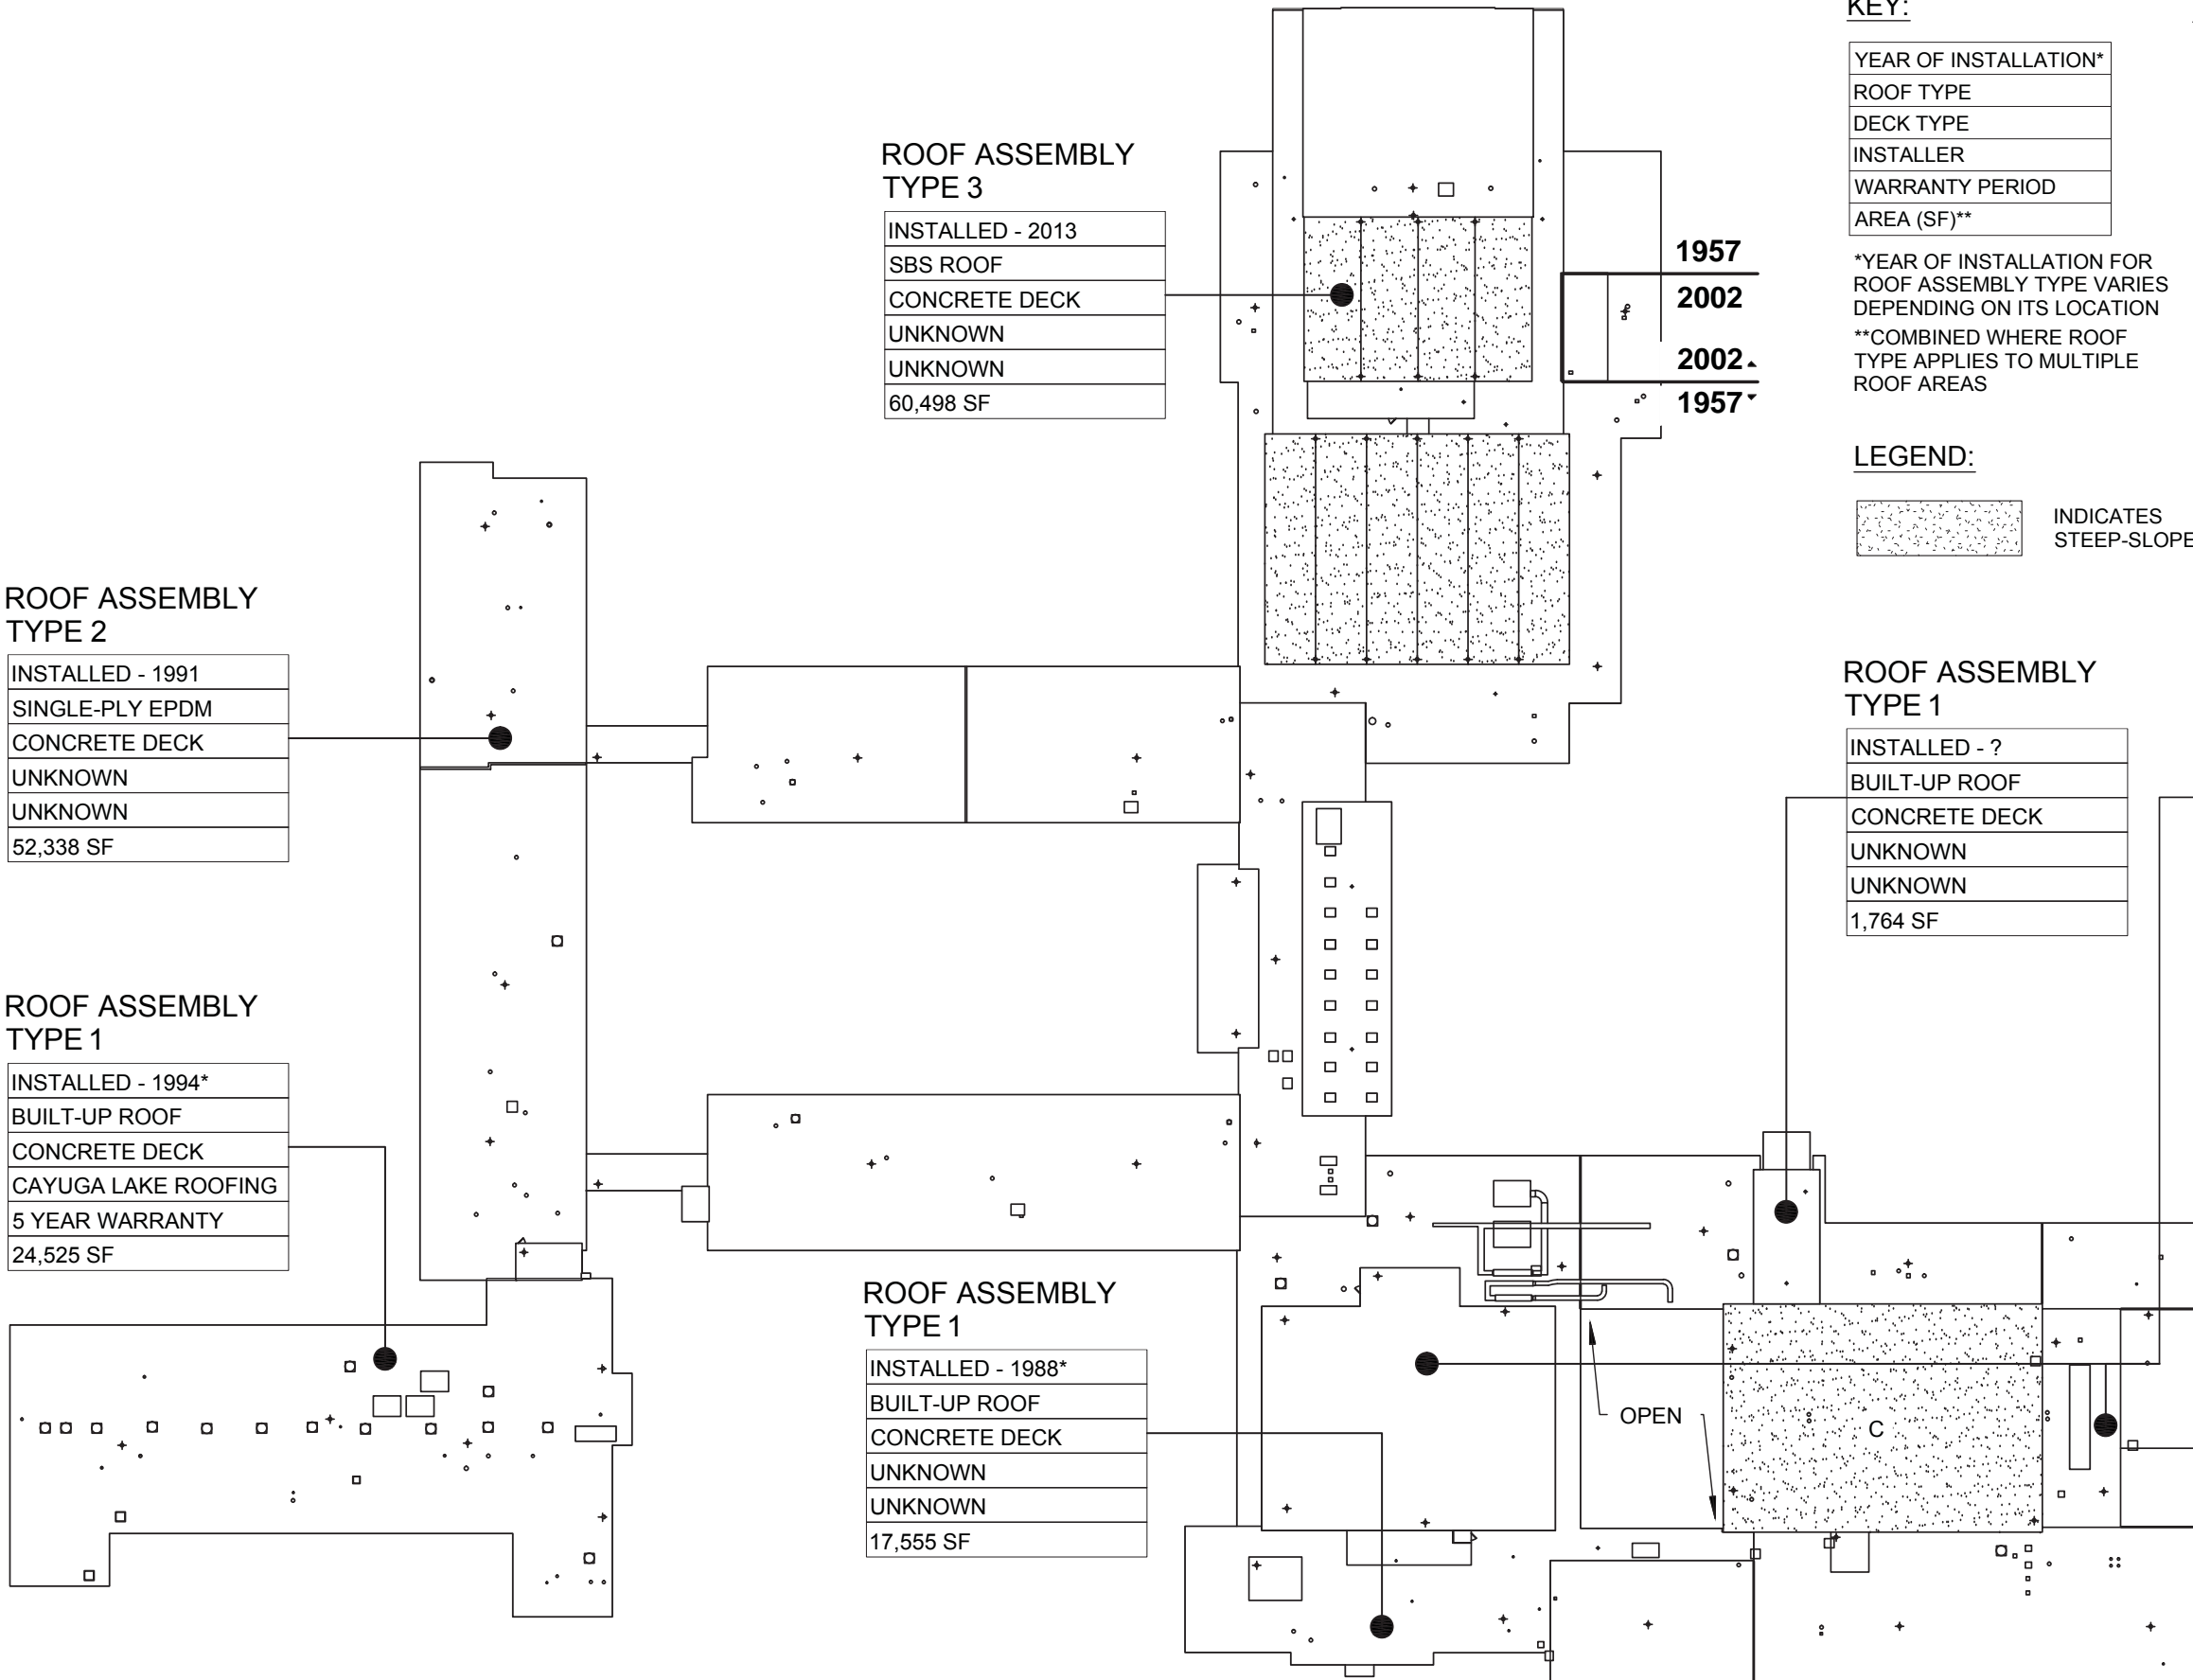 KEY:
YEAR OF INSTALLATION*
ROOF TYPE
DECK TYPE
INSTALLER
WARRANTY PERIOD
AREA (SF)**
*YEAR OF INSTALLATION FOR
ROOF ASSEMBLY TYPE VARIES
DEPENDING ON ITS LOCATION
**COMBINED WHERE ROOF
TYPE APPLIES TO MULTIPLE
ROOF AREAS
LEGEND:
INDICATES
STEEP-SLOPE
ROOF ASSEMBLY
TYPE 3
INSTALLED - 2013
SBS ROOF
CONCRETE DECK
UNKNOWN
UNKNOWN
60,498 SF
1957
2002
2002
1957
ROOF ASSEMBLY
TYPE 2
INSTALLED - 1991
SINGLE-PLY EPDM
CONCRETE DECK
UNKNOWN
UNKNOWN
52,338 SF
ROOF ASSEMBLY
TYPE 1
INSTALLED - ?
BUILT-UP ROOF
CONCRETE DECK
UNKNOWN
UNKNOWN
1,764 SF
ROOF ASSEMBLY
TYPE 1
INSTALLED - 1994*
BUILT-UP ROOF
CONCRETE DECK
CAYUGA LAKE ROOFING
5 YEAR WARRANTY
24,525 SF
ROOF ASSEMBLY
TYPE 1
INSTALLED - 1988*
BUILT-UP ROOF
CONCRETE DECK
UNKNOWN
UNKNOWN
17,555 SF
OPEN
C